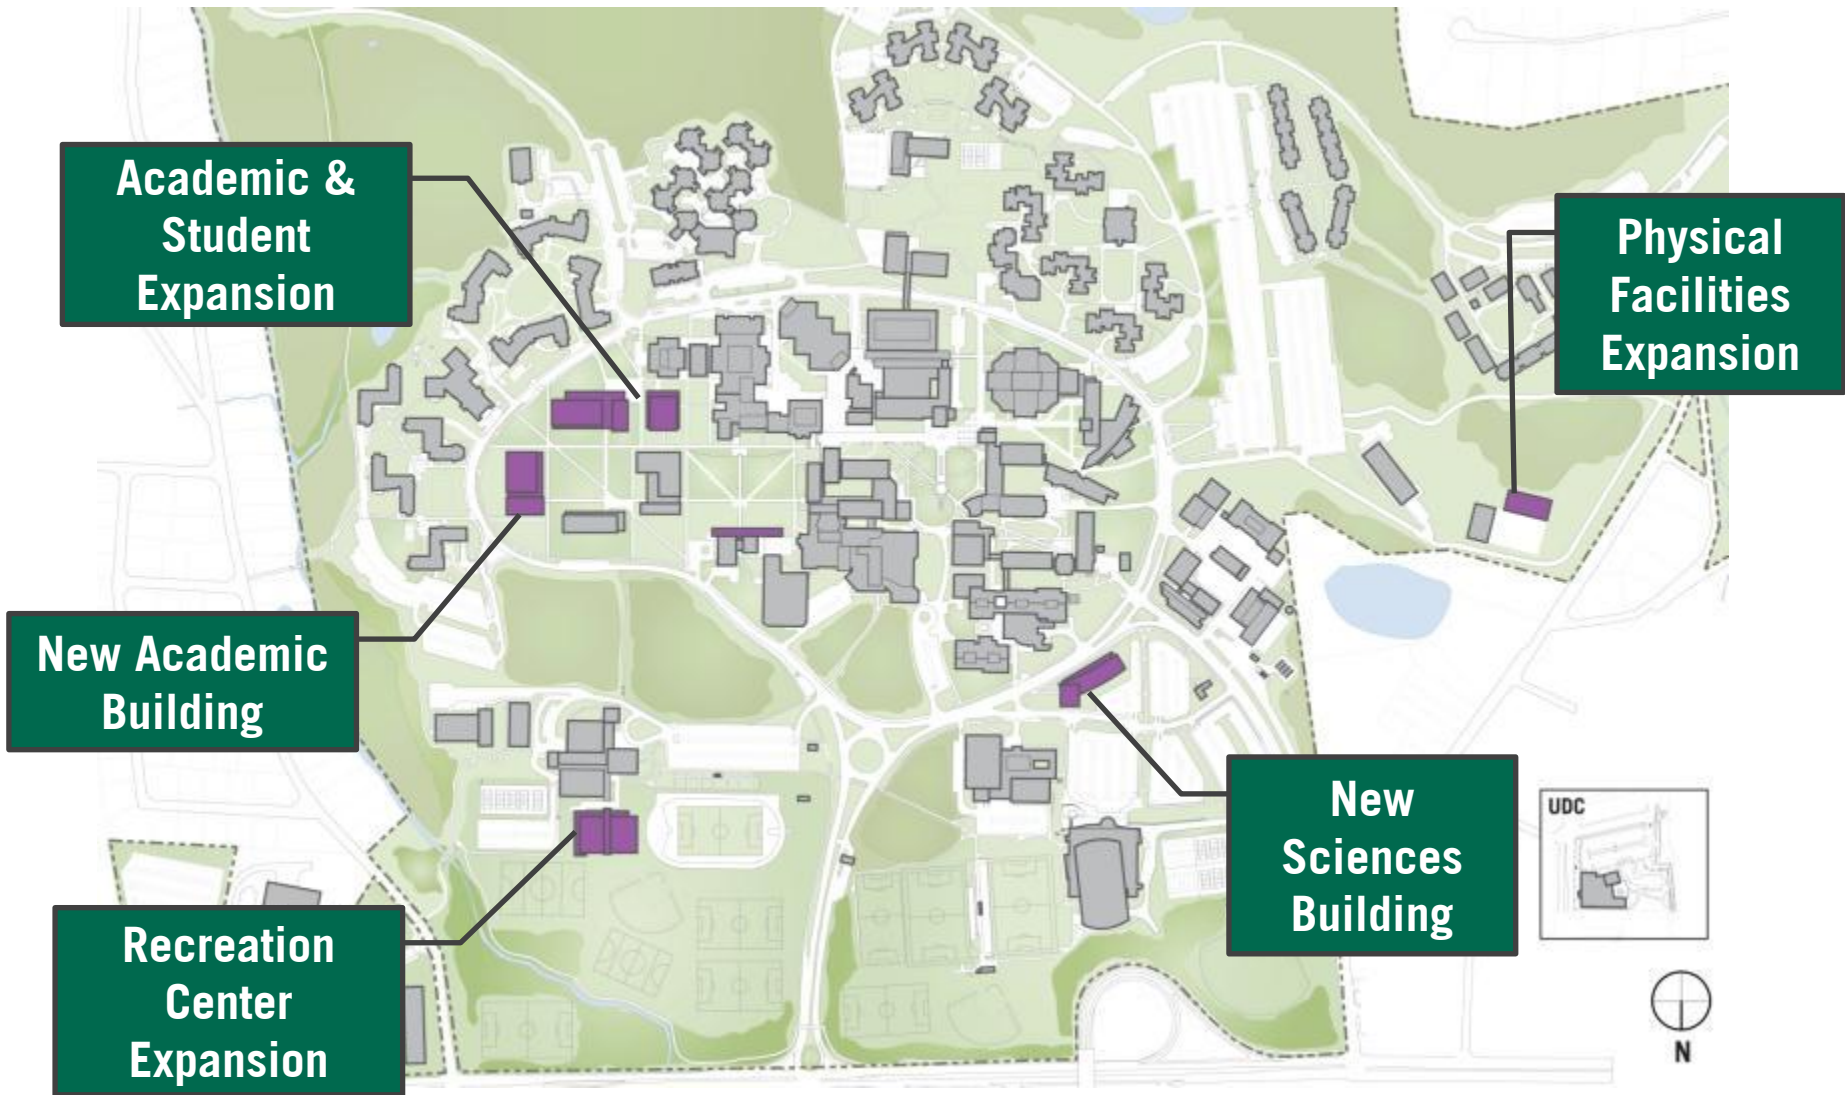 Academic &
Student
Expansion
Physical
Facilities
Expansion
New Academic
Building
New
Sciences
Building
UDC
Recreation
Center
Expansion
N